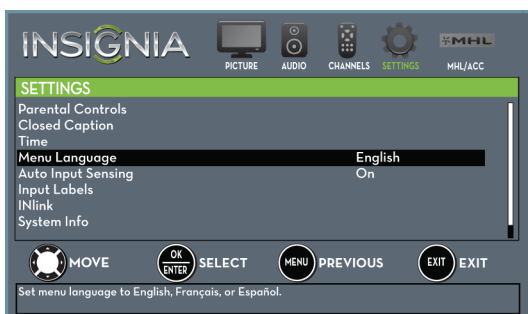 INSIGNIA
PICTURE AUDIO CHANNELS SETTINGS MHL MHL/ACC
SETTINGS
Parental Controls
Closed Caption
Time
Menu Language English
Auto Input Sensing On
Input Labels
INlink
System Info
MOVE OK ENTER SELECT MENU PREVIOUS EXIT EXIT
Set menu language to English, Français, or Español.